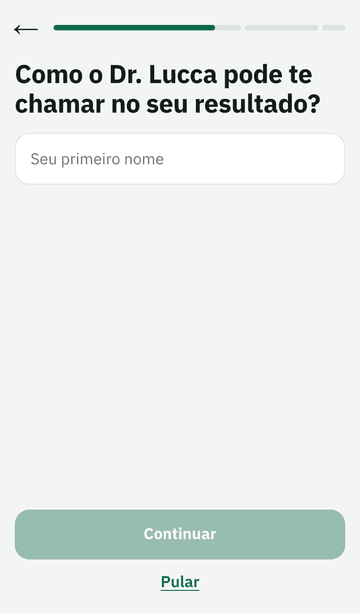 Como o Dr. Lucca pode te
chamar no seu resultado?
Seu primeiro nome
Continuar
Pular